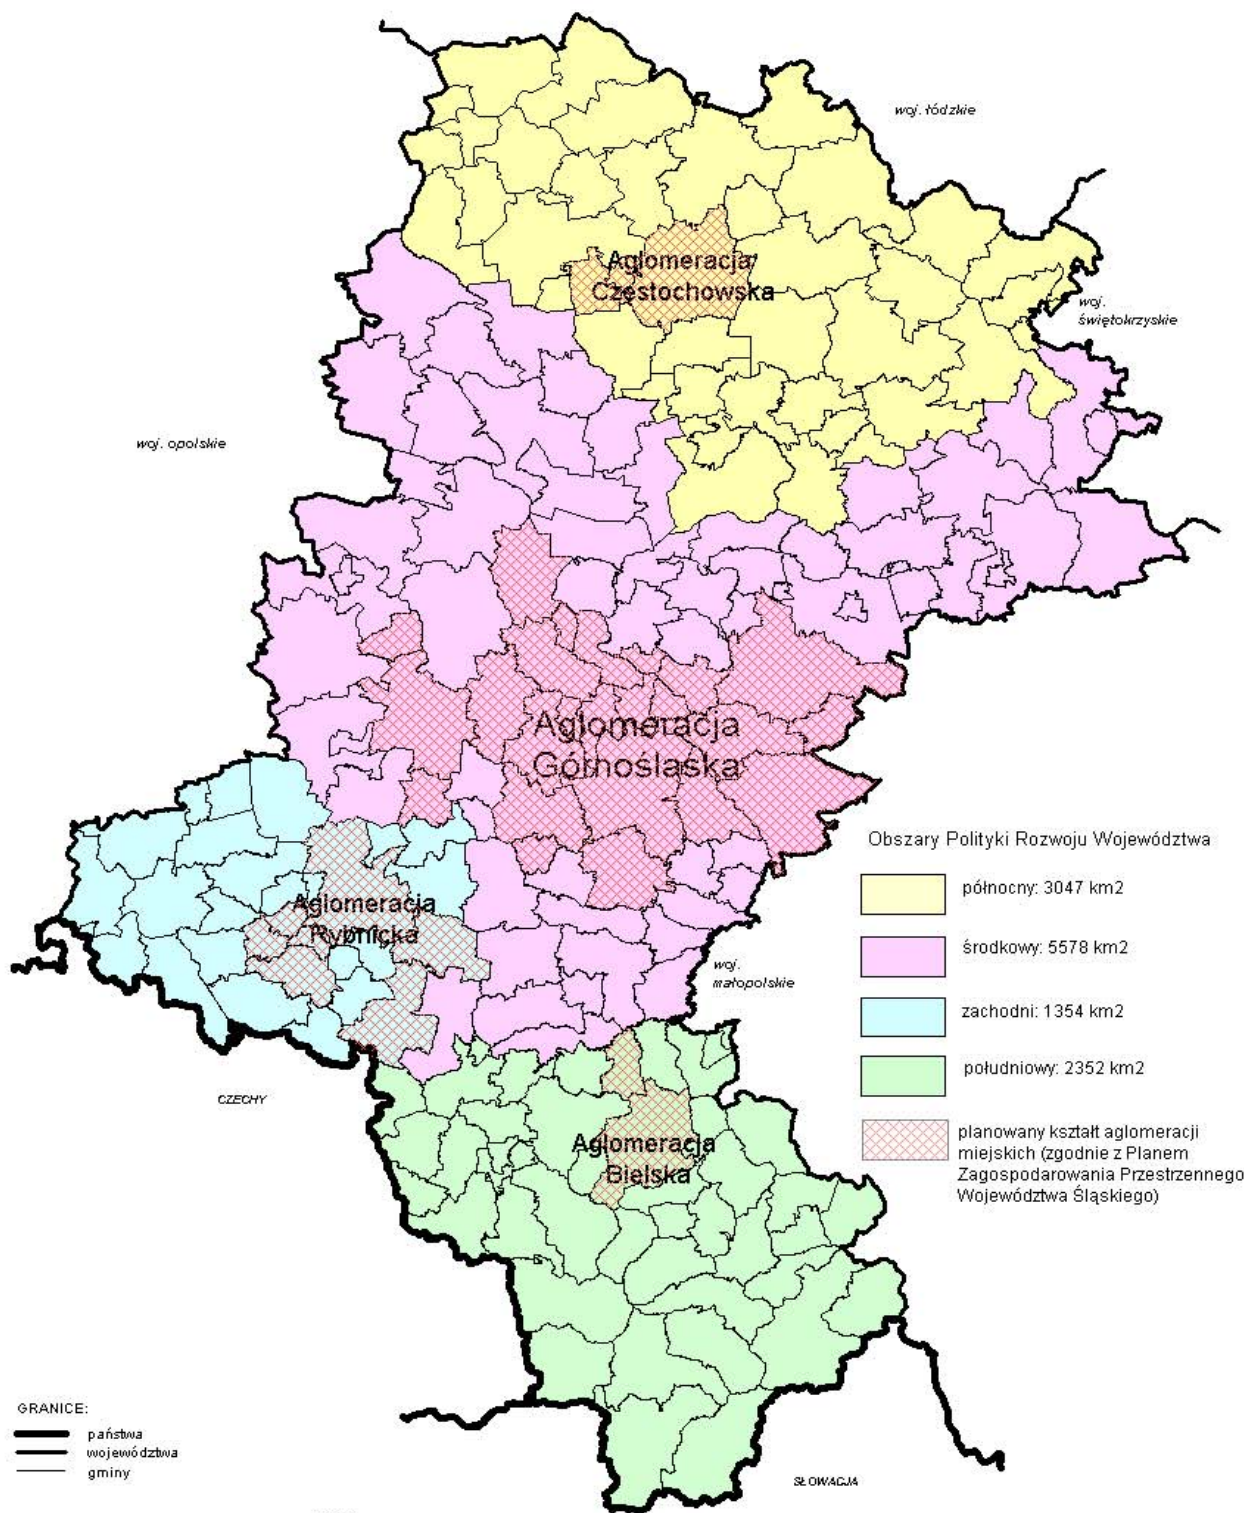 woj. łódzkie
Aglomeracja
Częstochowska
woj.
świętokrzyskie
woj. opolskie
Aglomeracja
Górnośląska
Obszary Polityki Rozwoju Województwa
północny: 3047 km2
środkowy: 5578 km2
zachodni: 1354 km2
południowy: 2352 km2
planowany kształt aglomeracji
miejskich (zgodnie z Planem
Zagospodarowania Przestrzennego
Województwa Śląskiego)
Aglomeracja
Rybnicka
woj.
małopolskie
CZECHY
Aglomeracja
Bielska
GRANICE:
państwa
województwa
gminy
SŁOWACJA